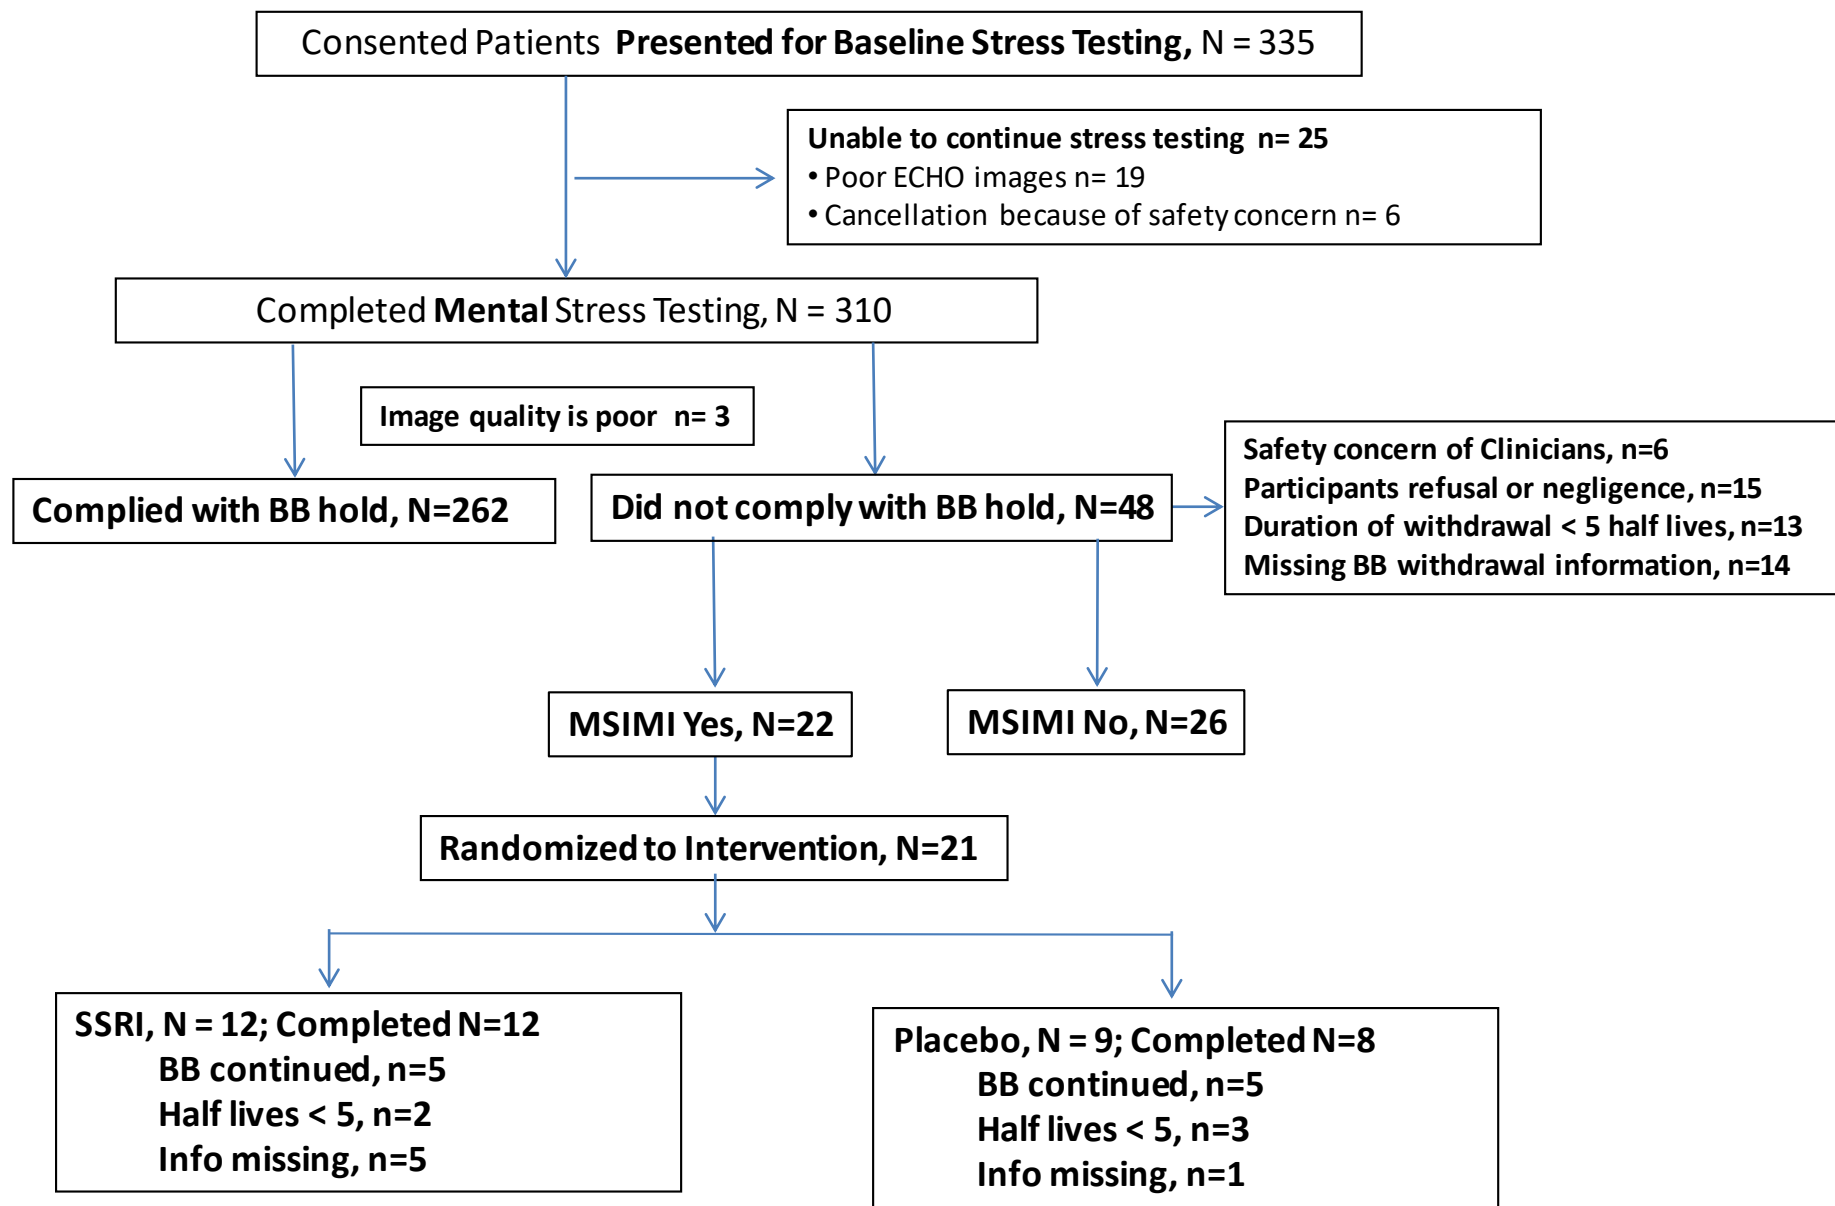 Consented Patients Presented for Baseline Stress Testing, N = 335
Unable to continue stress testing n= 25
• Poor ECHO images n= 19
• Cancellation because of safety concern n= 6
Completed Mental Stress Testing, N = 310
Image quality is poor n= 3
Complied with BB hold, N=262
Did not comply with BB hold, N=48
Safety concern of Clinicians, n=6
Participants refusal or negligence, n=15
Duration of withdrawal < 5 half lives, n=13
Missing BB withdrawal information, n=14
MSIMI Yes, N=22
MSIMI No, N=26
Randomized to Intervention, N=21
SSRI, N = 12; Completed N=12
BB continued, n=5
Half lives < 5, n=2
Info missing, n=5
Placebo, N = 9; Completed N=8
BB continued, n=5
Half lives < 5, n=3
Info missing, n=1